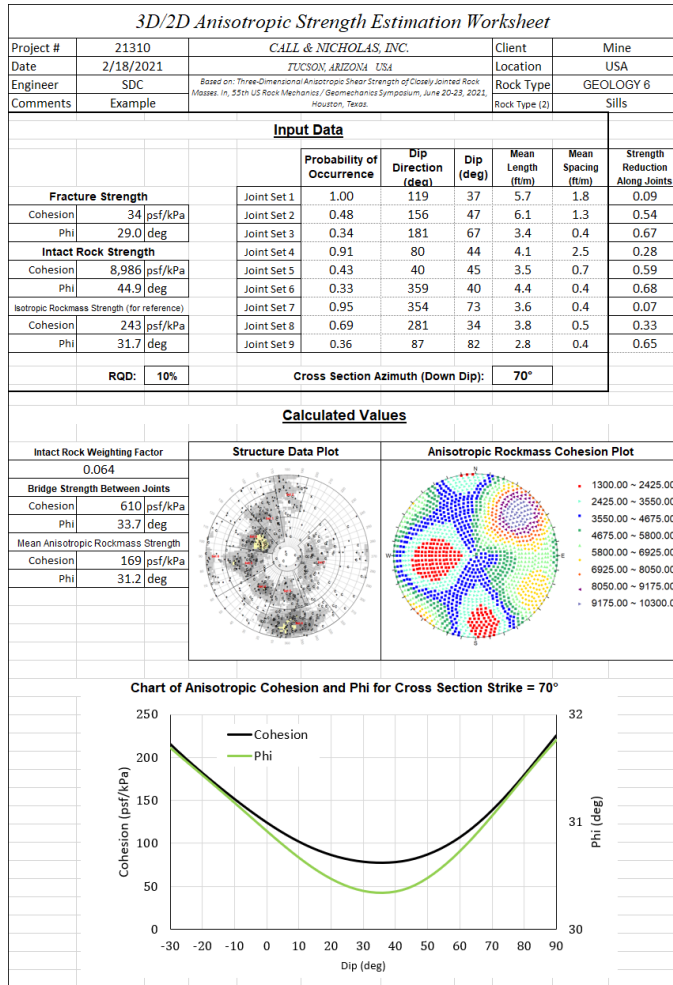 3D/2D Anisotropic Strength Estimation Worksheet
Project # 21310 CALL & NICHOLAS, INC. Client Mine
Date 2/18/2021 TUCSON, ARIZONA USA Location USA
Engineer SDC Based on: Three-Dimensional Anisotropic Shear Strength of Closely Jointed Rock Rock Type GEOLOGY 6
Masses. In, 55th US Rock Mechanics / Geomechanics Symposium, June 20-23, 2021,
Comments Example Houston, Texas. Rock Type (2) Sills
Input Data
Probability of Occurrence Dip Direction (deg) Dip (deg) Mean Length (ft/m) Mean Spacing (ft/m) Strength Reduction Along Joints
Fracture Strength Joint Set 1 1.00 119 37 5.7 1.8 0.09
Cohesion 34 psf/kPa Joint Set 2 0.48 156 47 6.1 1.3 0.54
Phi 29.0 deg Joint Set 3 0.34 181 67 3.4 0.4 0.67
Intact Rock Strength Joint Set 4 0.91 80 44 4.1 2.5 0.28
Cohesion 8,986 psf/kPa Joint Set 5 0.43 40 45 3.5 0.7 0.59
Phi 44.9 deg Joint Set 6 0.33 359 40 4.4 0.4 0.68
Isotropic Rockmass Strength (for reference) Joint Set 7 0.95 354 73 3.6 0.4 0.07
Cohesion 243 psf/kPa Joint Set 8 0.69 281 34 3.8 0.5 0.33
Phi 31.7 deg Joint Set 9 0.36 87 82 2.8 0.4 0.65
RQD: 10% Cross Section Azimuth (Down Dip): 70°
Calculated Values
Intact Rock Weighting Factor Structure Data Plot Anisotropic Rockmass Cohesion Plot
0.064
Bridge Strength Between Joints
Cohesion 610 psf/kPa
Phi 33.7 deg
Mean Anisotropic Rockmass Strength
Cohesion 169 psf/kPa
Phi 31.2 deg
N
W E
S
1300.00 ~ 2425.00
2425.00 ~ 3550.00
3550.00 ~ 4675.00
4675.00 ~ 5800.00
5800.00 ~ 6925.00
6925.00 ~ 8050.00
8050.00 ~ 9175.00
9175.00 ~ 10300.0
Chart of Anisotropic Cohesion and Phi for Cross Section Strike = 70°
250 32
Cohesion
Phi
200
150
31
100
50
0 30
Cohesion (psf/kPa)
Phi (deg)
-30 -20 -10 0 10 20 30 40 50 60 70 80 90
Dip (deg)